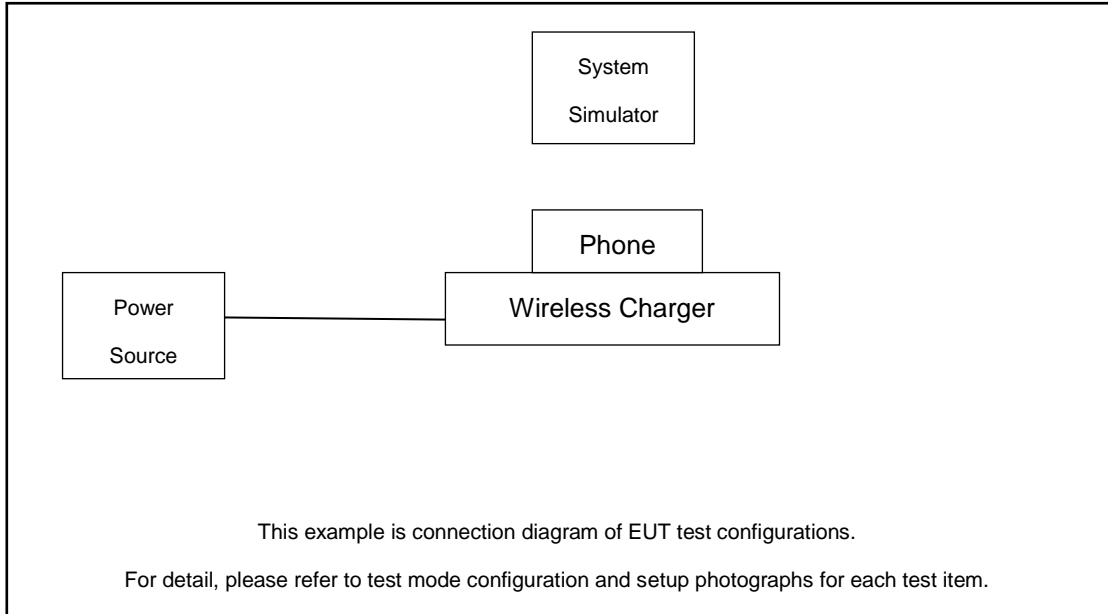 System
Simulator
Phone
Wireless Charger
Power
Source
This example is connection diagram of EUT test configurations.
For detail, please refer to test mode configuration and setup photographs for each test item.